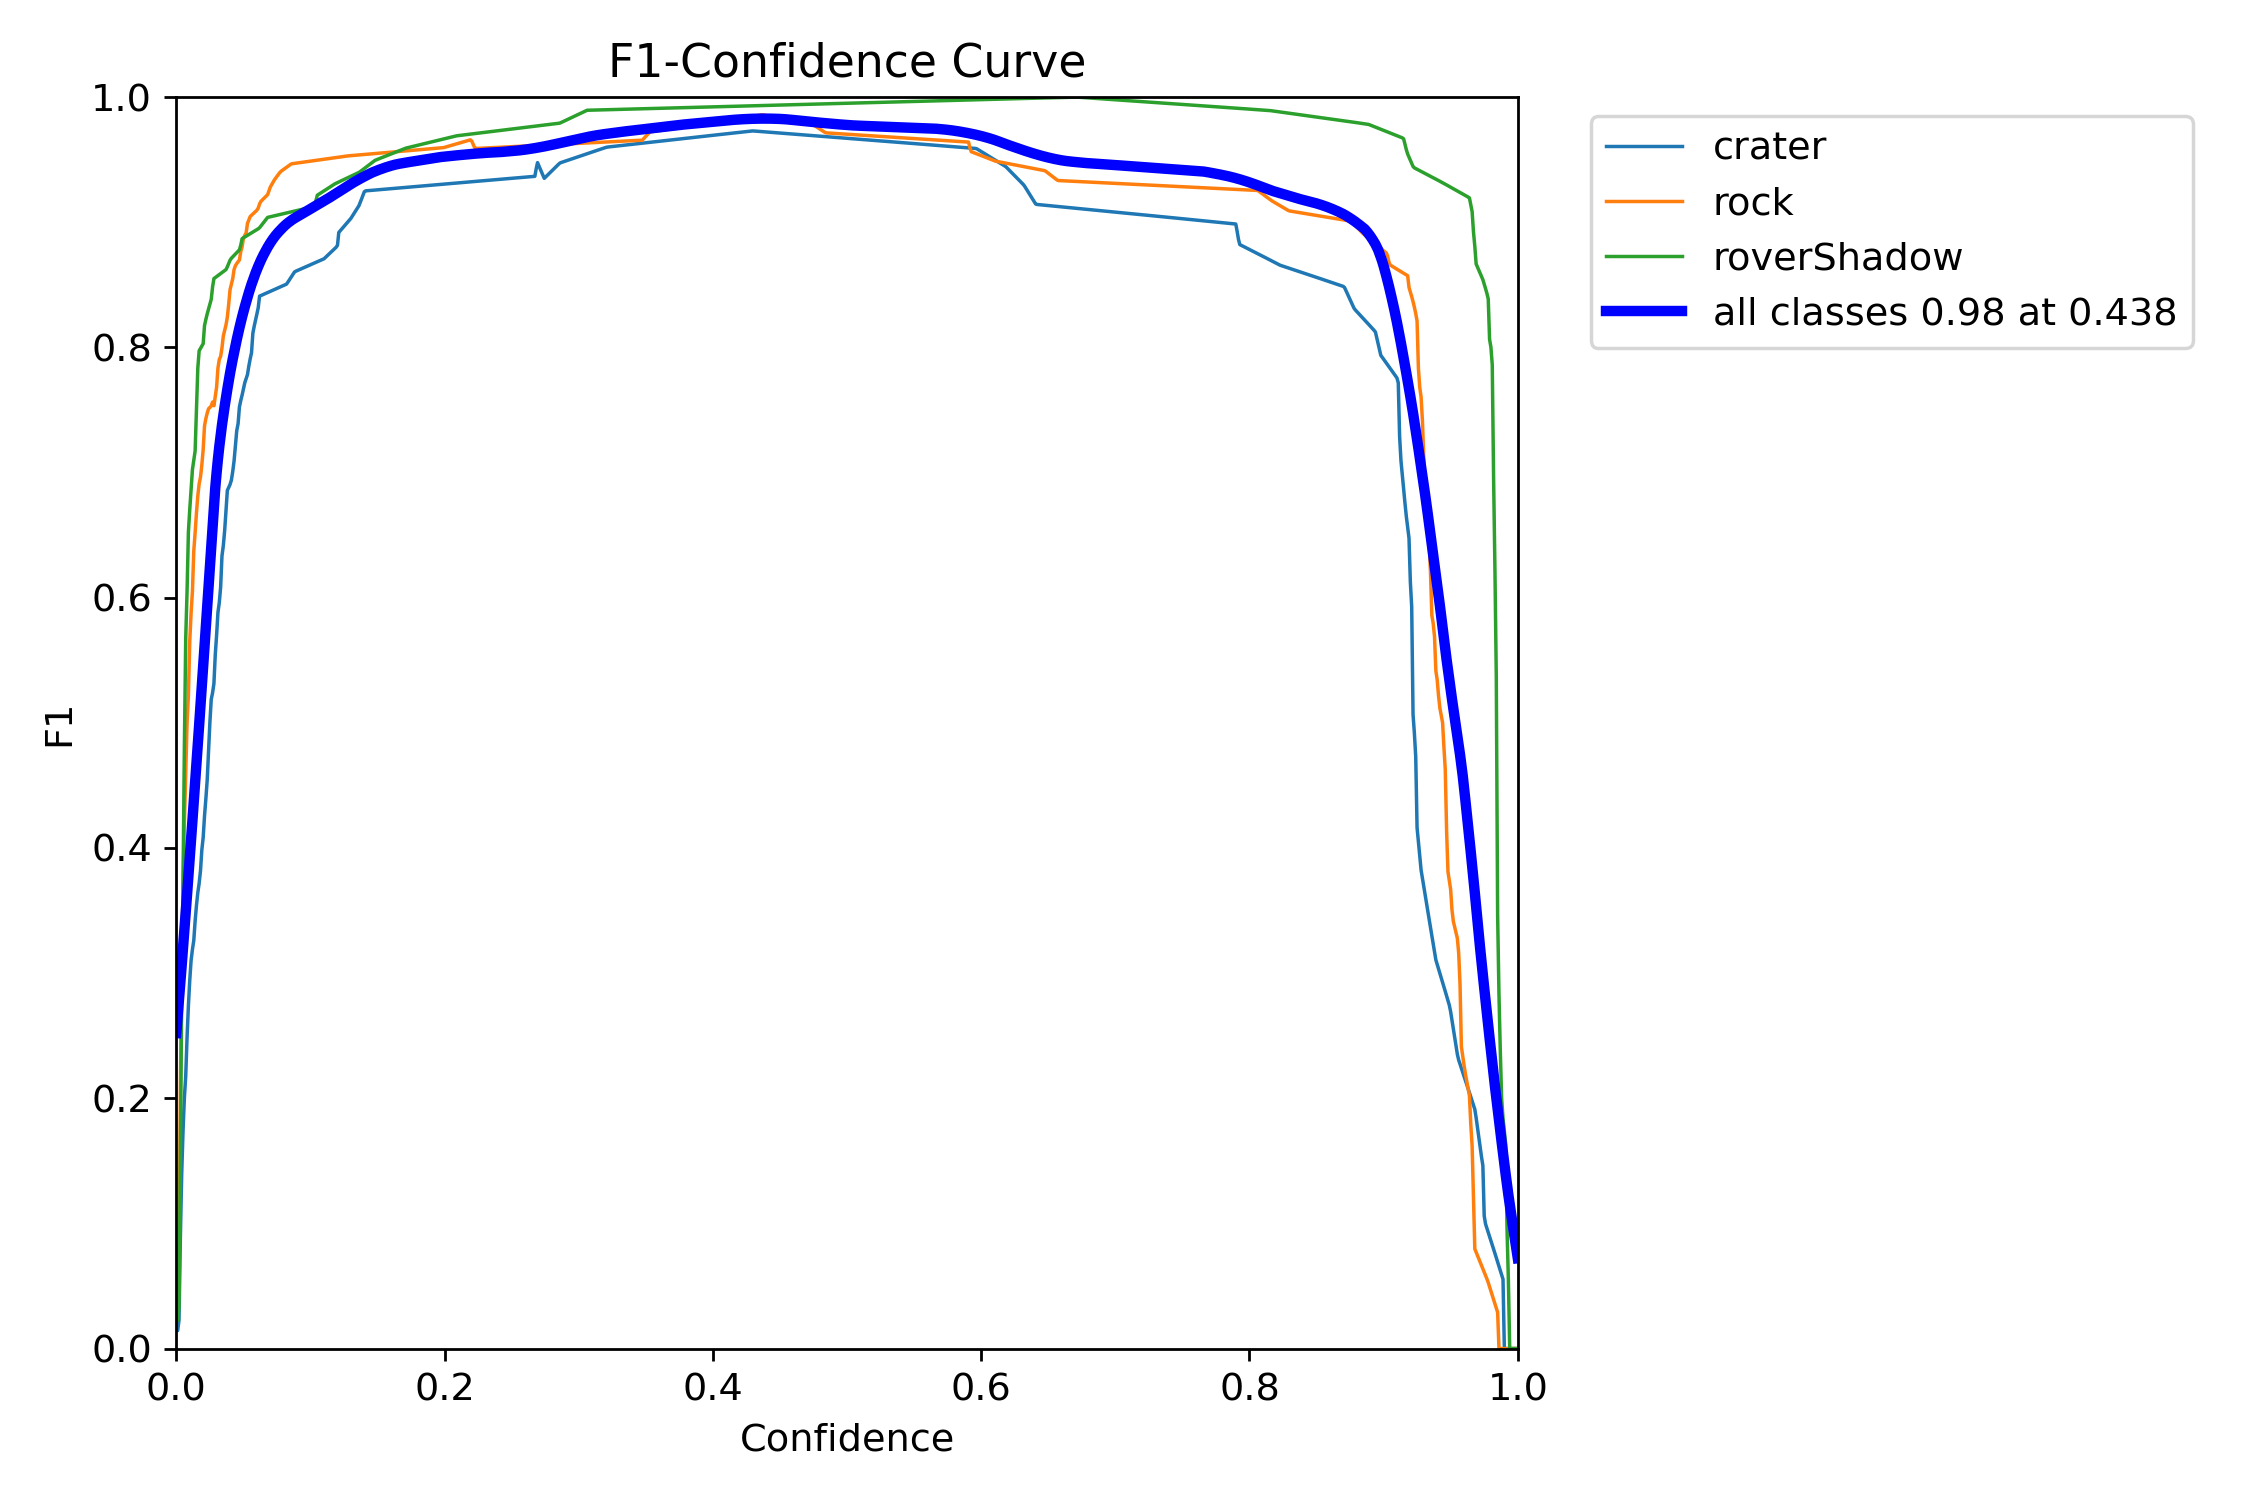 F1-Confidence Curve
1.0
0.8
0.6
0.4
0.2
0.0
F1
0.0 0.2 0.4 0.6 0.8 1.0
Confidence
crater
rock
roverShadow
all classes 0.98 at 0.438